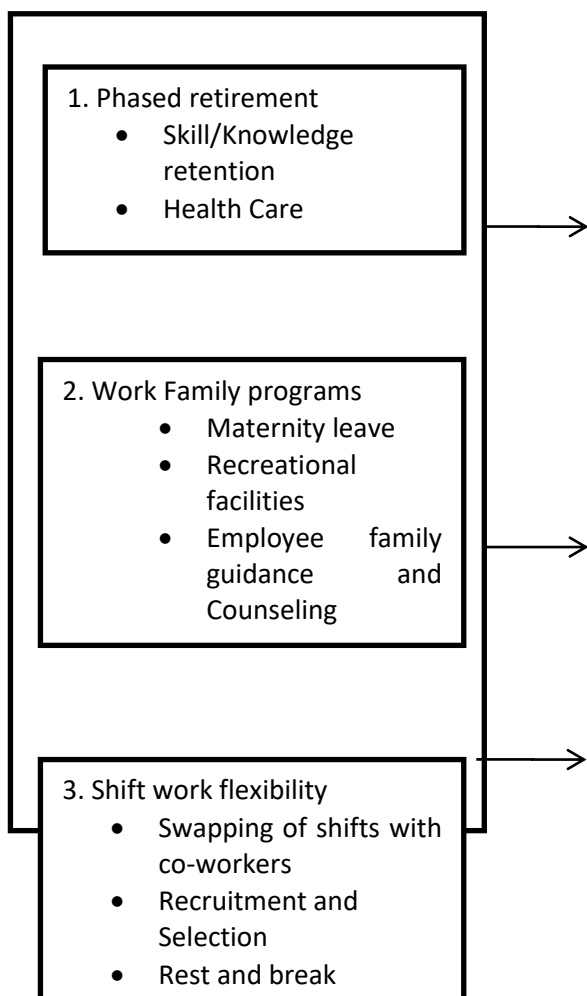 1. Phased retirement
• Skill/Knowledge
retention
• Health Care
2. Work Family programs
• Maternity leave
• Recreational
facilities
• Employee family
guidance and
Counseling
3. Shift work flexibility
• Swapping of shifts with
co-workers
• Recruitment and
Selection
• Rest and break